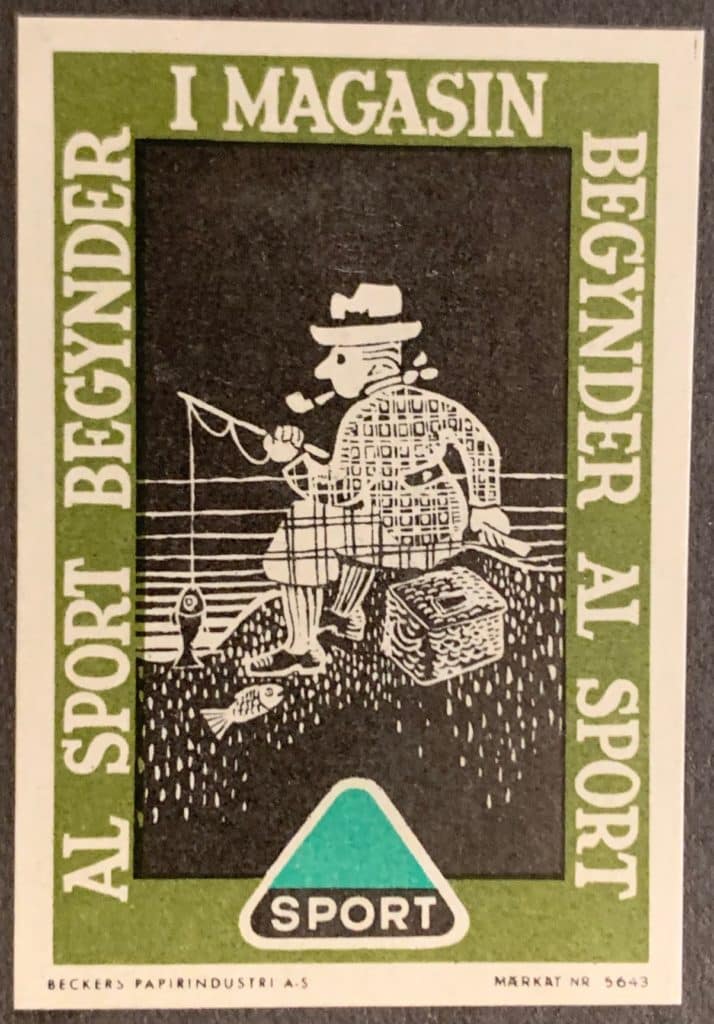 I MAGASIN
BEGYNDER AL SPORT
AL SPORT BEGYNDER
SPORT
BECKERS PAPIRINDUSTRI A-S
MÆRKAT NR 5643